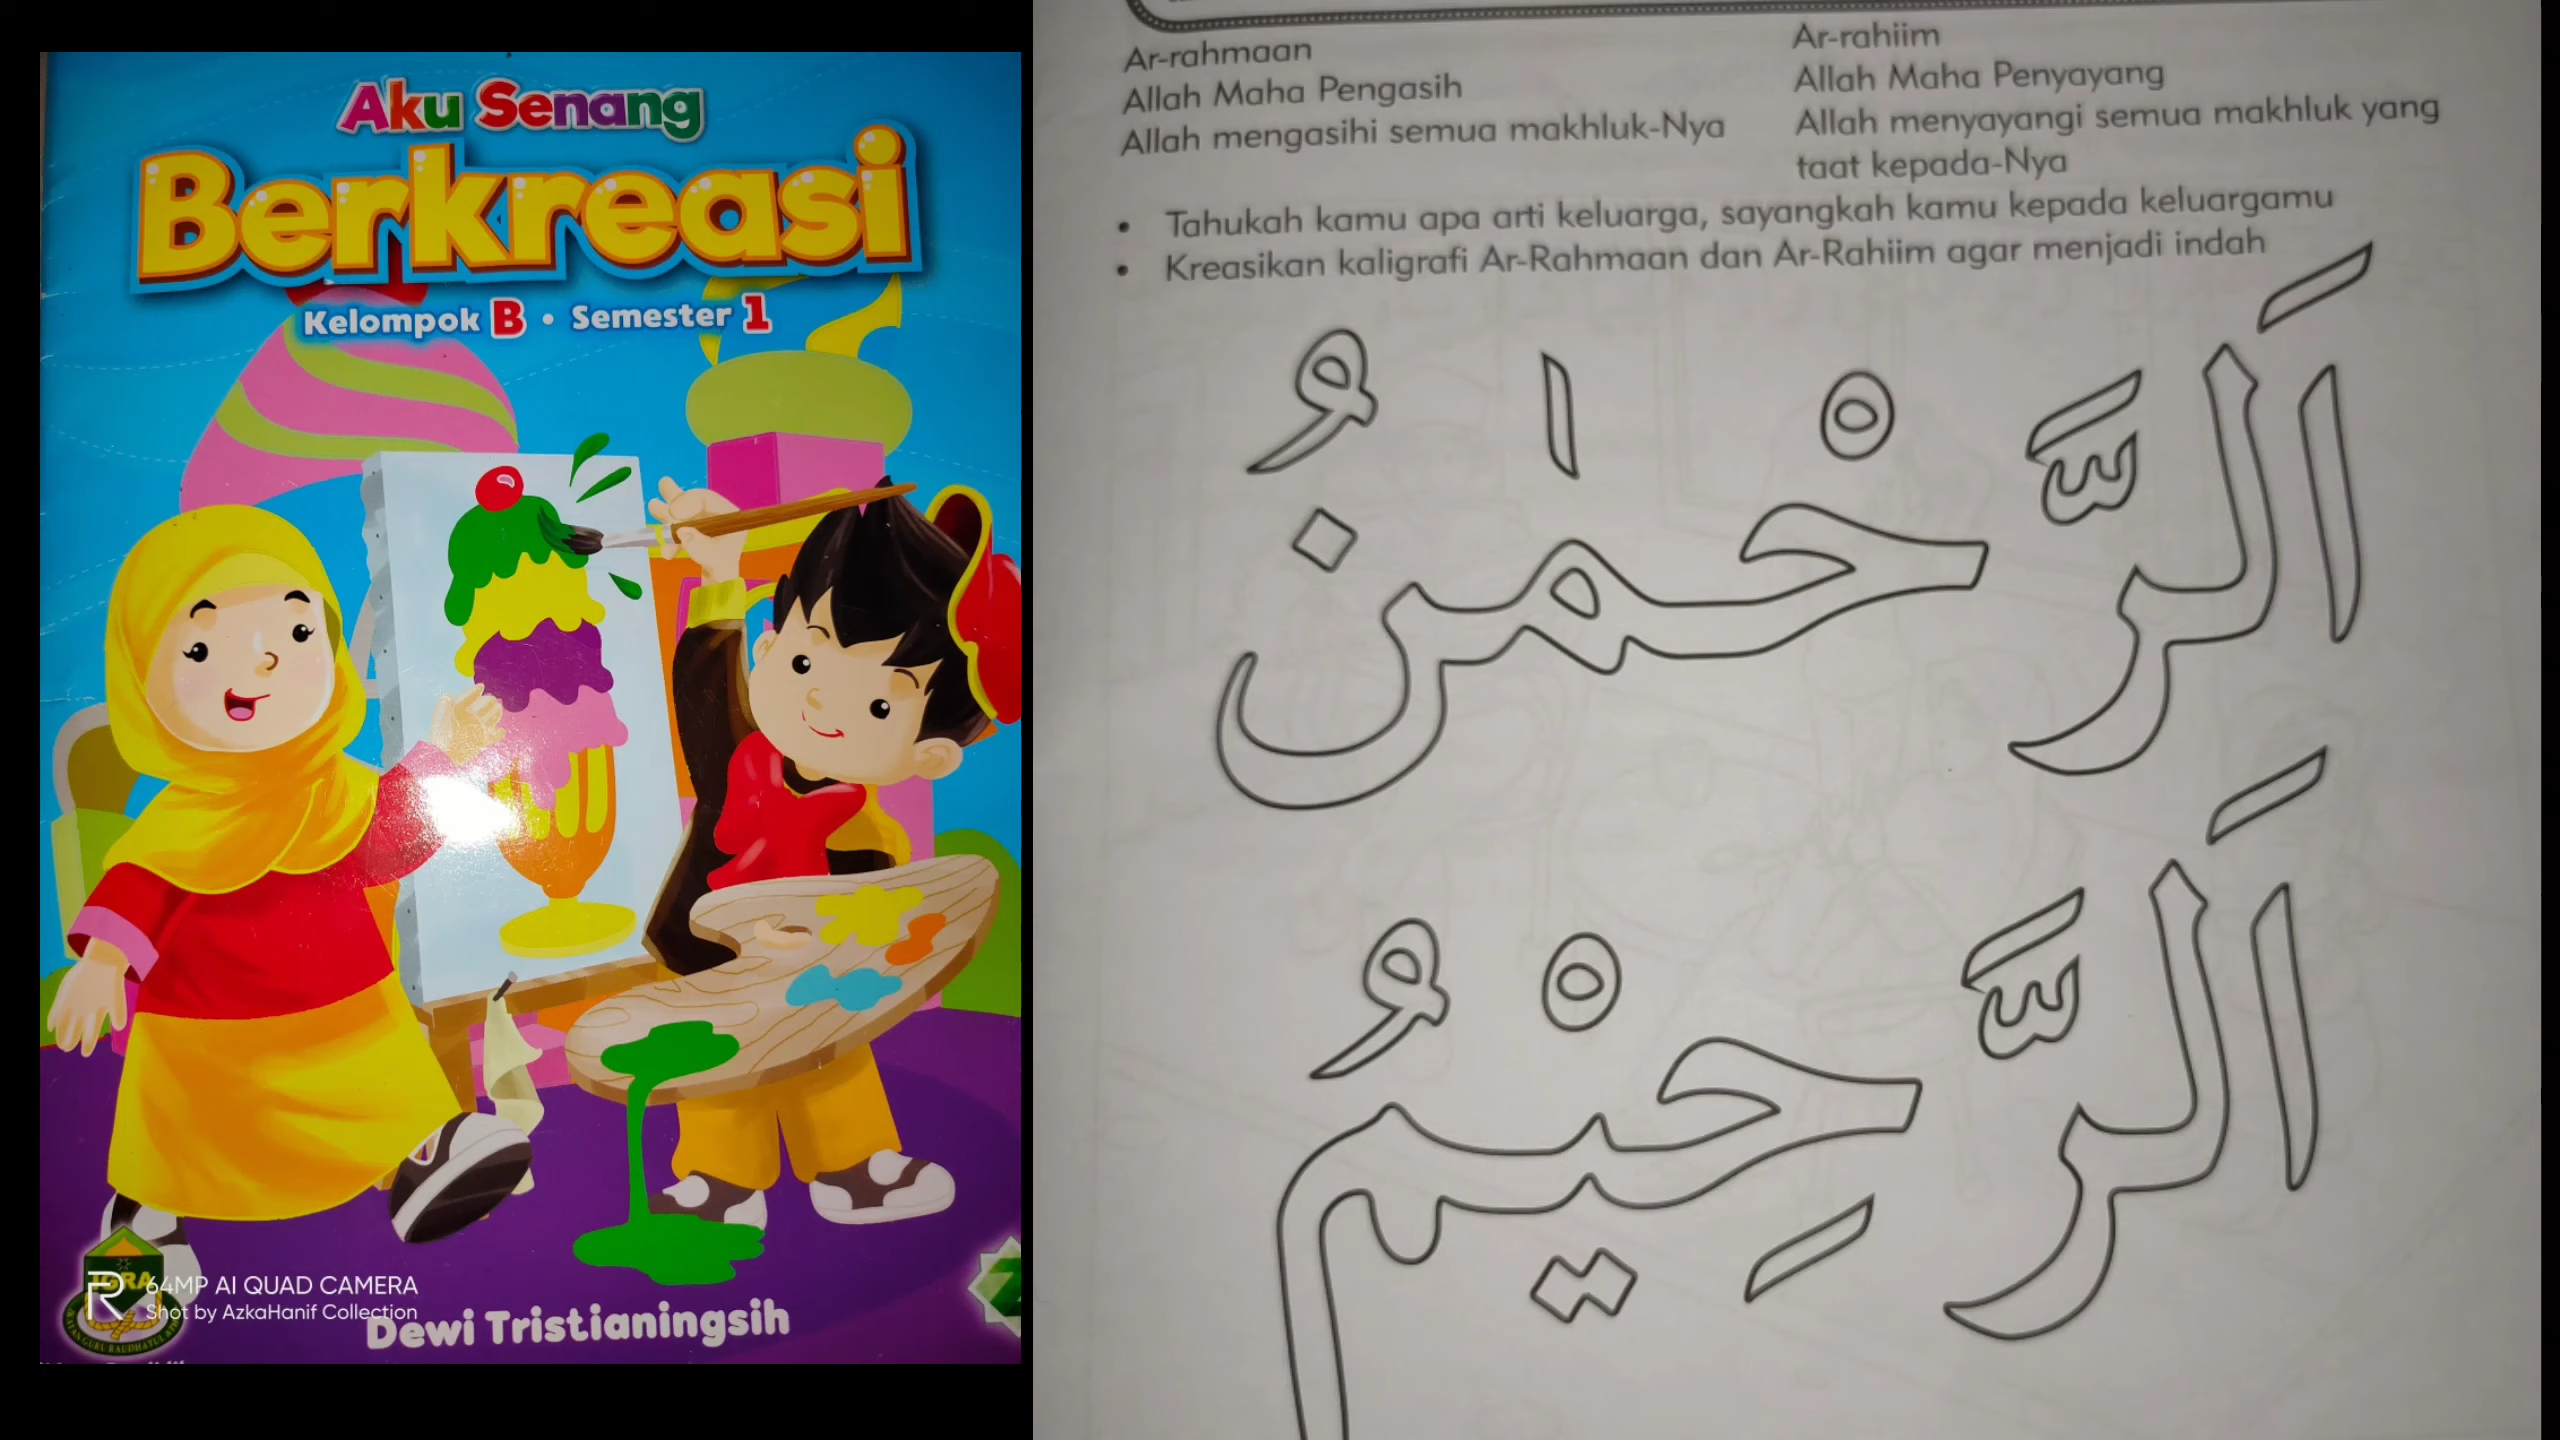 Aku Senang
Berkreasi
Kelompok B • Semester 1
IGRA
64MP AI QUAD CAMERA
Shot by AzkaHanif Collection
Dewi Tristianingsih
Ar-rahmaan
Allah Maha Pengasih
Allah mengasihi semua makhluk-Nya
Ar-rahiim
Allah Maha Penyayang
Allah menyayangi semua makhluk yang
taat kepada-Nya
• Tahukah kamu apa arti keluarga, sayangkah kamu kepada keluargamu
• Kreasikan kaligrafi Ar-Rahmaan dan Ar-Rahiim agar menjadi indah
اَلرَّحْمٰنُ
اَلرَّحِيْمُ